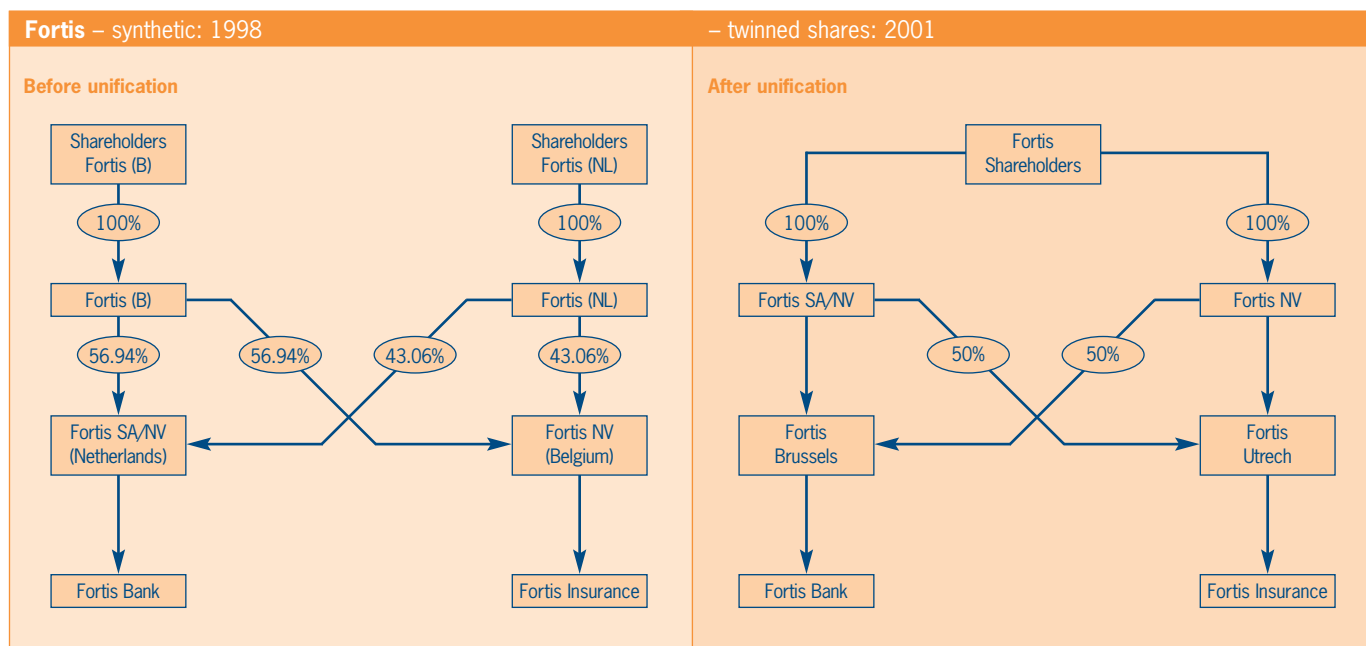 Fortis – synthetic: 1998
Before unification
Shareholders
Fortis (B)
Shareholders
Fortis (NL)
100%
100%
Fortis (B)
Fortis (NL)
56.94%
56.94%
43.06%
43.06%
Fortis SA/NV
(Netherlands)
Fortis NV
(Belgium)
Fortis Bank
Fortis Insurance
– twinned shares: 2001
After unification
Fortis
Shareholders
100%
100%
Fortis SA/NV
Fortis NV
50%
50%
Fortis
Brussels
Fortis
Utrech
Fortis Bank
Fortis Insurance